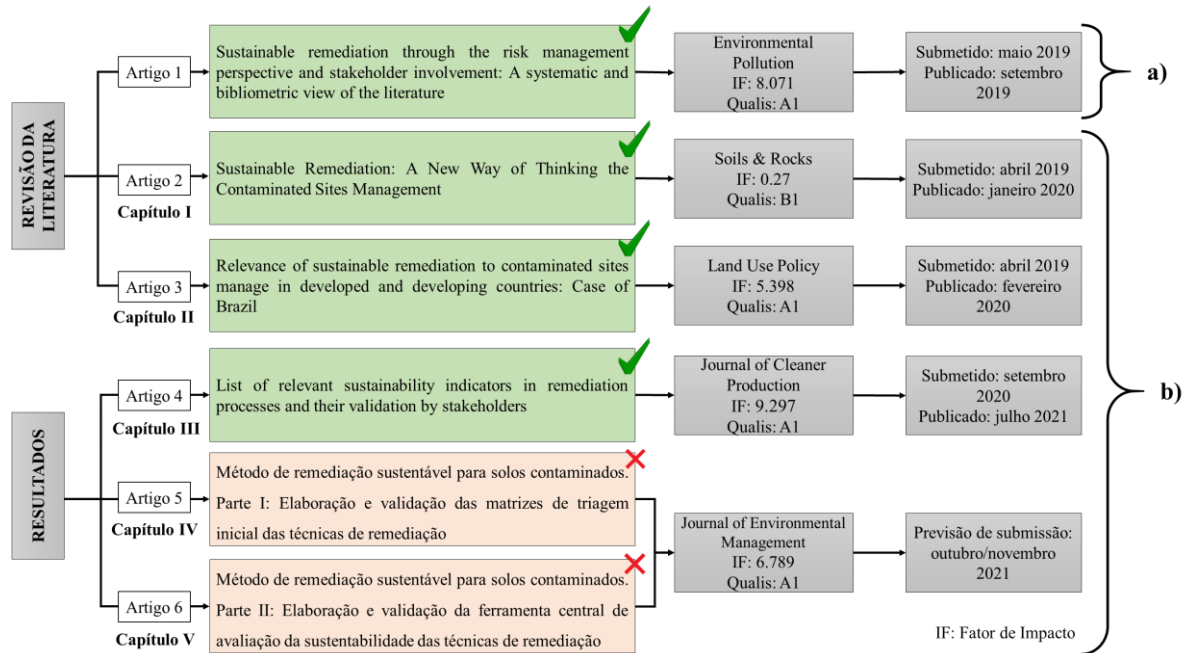 REVISÃO DA
LITERATURA
Artigo 1
Sustainable remediation through the risk management
perspective and stakeholder involvement: A systematic and
bibliometric view of the literature
Environmental
Pollution
IF: 8.071
Qualis: A1
Submetido: maio 2019
Publicado: setembro
2019
a)
Artigo 2
Capítulo I
Sustainable Remediation: A New Way of Thinking the
Contaminated Sites Management
Soils & Rocks
IF: 0.27
Qualis: B1
Submetido: abril 2019
Publicado: janeiro 2020
Artigo 3
Capítulo II
Relevance of sustainable remediation to contaminated sites
manage in developed and developing countries: Case of
Brazil
Land Use Policy
IF: 5.398
Qualis: A1
Submetido: abril 2019
Publicado: fevereiro
2020
b)
RESULTADOS
Artigo 4
Capítulo III
List of relevant sustainability indicators in remediation
processes and their validation by stakeholders
Journal of Cleaner
Production
IF: 9.297
Qualis: A1
Submetido: setembro
2020
Publicado: julho 2021
Artigo 5
Capítulo IV
Método de remediação sustentável para solos contaminados.
Parte I: Elaboração e validação das matrizes de triagem
inicial das técnicas de remediação
Artigo 6
Capítulo V
Método de remediação sustentável para solos contaminados.
Parte II: Elaboração e validação da ferramenta central de
avaliação da sustentabilidade das técnicas de remediação
Journal of Environmental
Management
IF: 6.789
Qualis: A1
Previsão de submissão:
outubro/novembro
2021
IF: Fator de Impacto